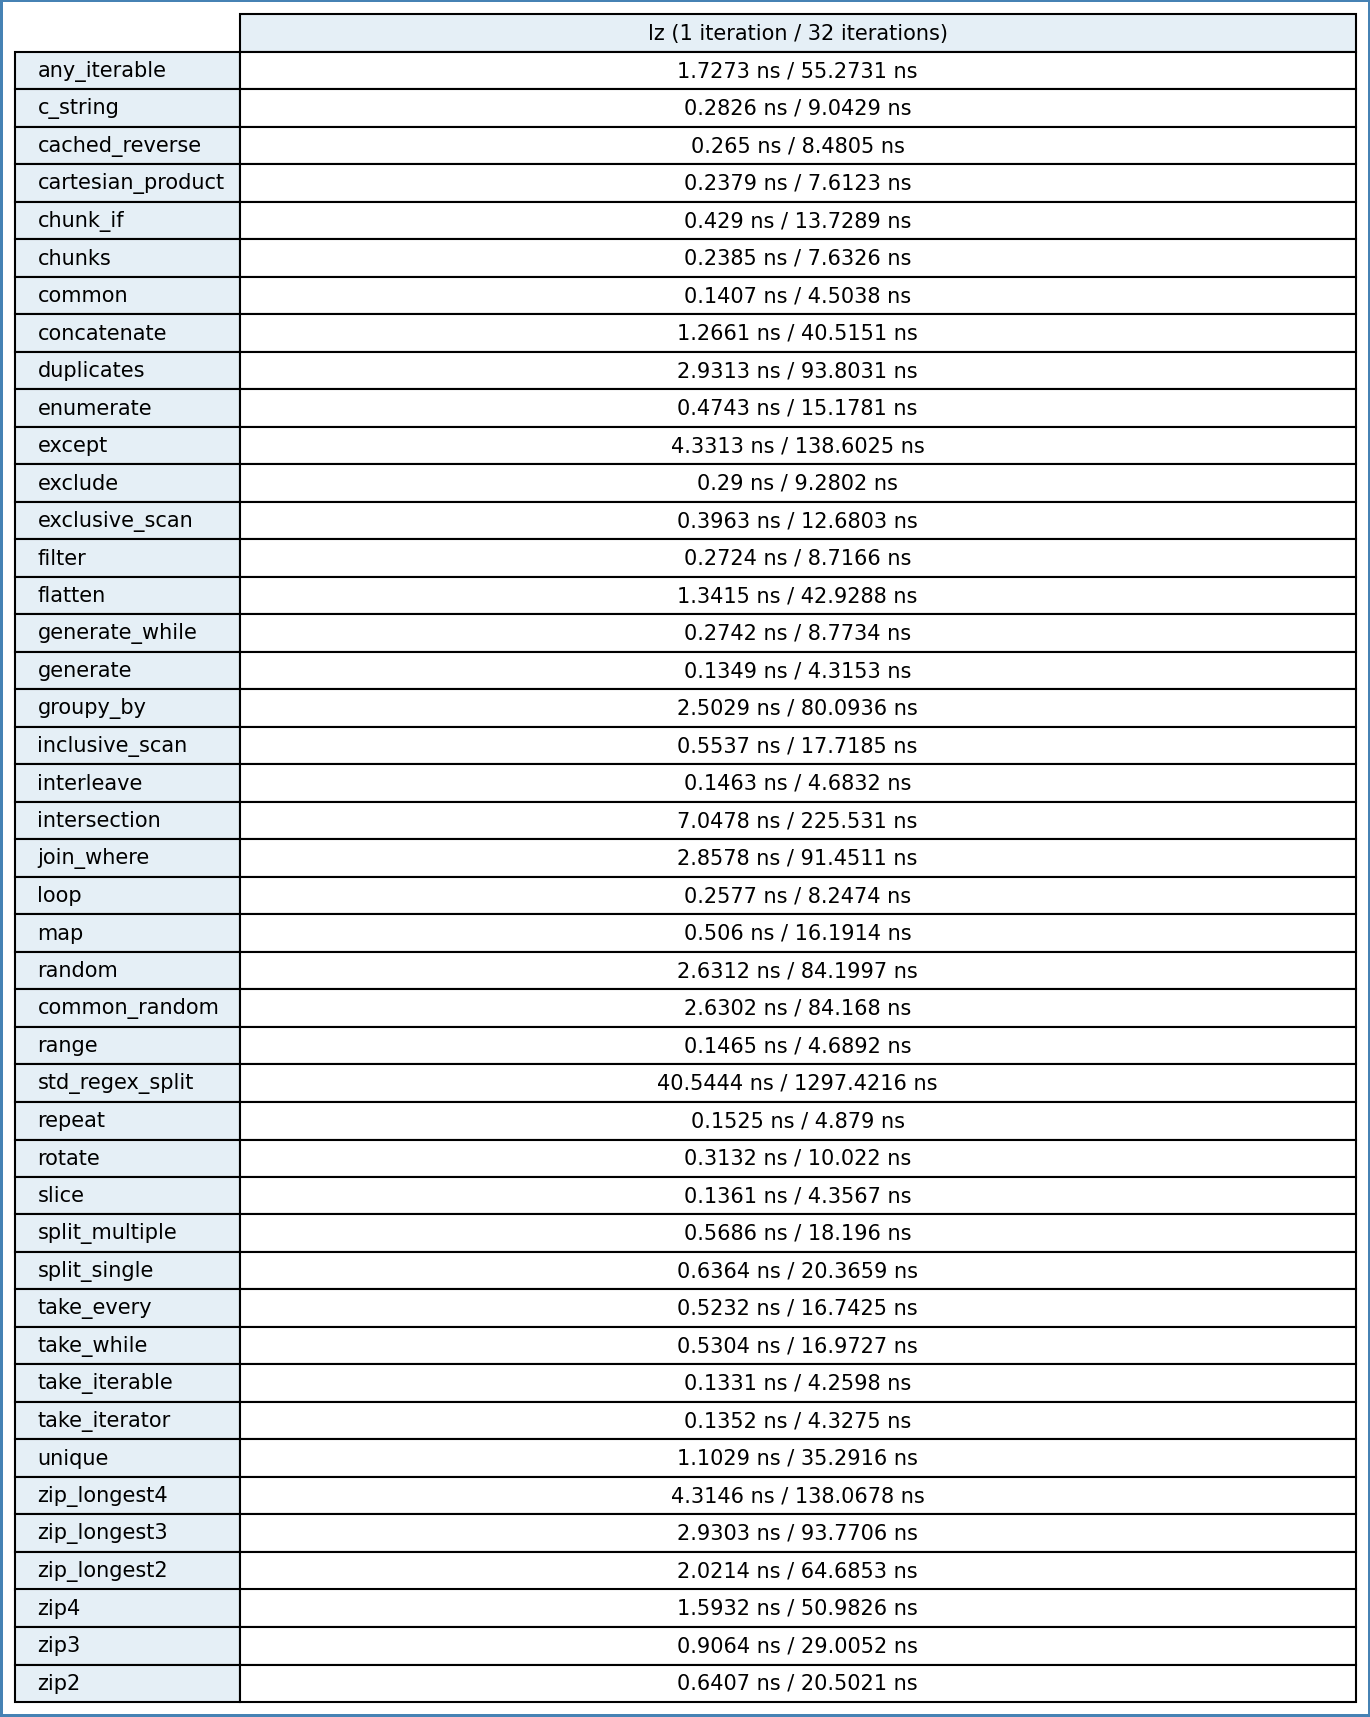 lz (1 iteration / 32 iterations)
any_iterable 1.7273 ns / 55.2731 ns
c_string 0.2826 ns / 9.0429 ns
cached_reverse 0.265 ns / 8.4805 ns
cartesian_product 0.2379 ns / 7.6123 ns
chunk_if 0.429 ns / 13.7289 ns
chunks 0.2385 ns / 7.6326 ns
common 0.1407 ns / 4.5038 ns
concatenate 1.2661 ns / 40.5151 ns
duplicates 2.9313 ns / 93.8031 ns
enumerate 0.4743 ns / 15.1781 ns
except 4.3313 ns / 138.6025 ns
exclude 0.29 ns / 9.2802 ns
exclusive_scan 0.3963 ns / 12.6803 ns
filter 0.2724 ns / 8.7166 ns
flatten 1.3415 ns / 42.9288 ns
generate_while 0.2742 ns / 8.7734 ns
generate 0.1349 ns / 4.3153 ns
groupy_by 2.5029 ns / 80.0936 ns
inclusive_scan 0.5537 ns / 17.7185 ns
interleave 0.1463 ns / 4.6832 ns
intersection 7.0478 ns / 225.531 ns
join_where 2.8578 ns / 91.4511 ns
loop 0.2577 ns / 8.2474 ns
map 0.506 ns / 16.1914 ns
random 2.6312 ns / 84.1997 ns
common_random 2.6302 ns / 84.168 ns
range 0.1465 ns / 4.6892 ns
std_regex_split 40.5444 ns / 1297.4216 ns
repeat 0.1525 ns / 4.879 ns
rotate 0.3132 ns / 10.022 ns
slice 0.1361 ns / 4.3567 ns
split_multiple 0.5686 ns / 18.196 ns
split_single 0.6364 ns / 20.3659 ns
take_every 0.5232 ns / 16.7425 ns
take_while 0.5304 ns / 16.9727 ns
take_iterable 0.1331 ns / 4.2598 ns
take_iterator 0.1352 ns / 4.3275 ns
unique 1.1029 ns / 35.2916 ns
zip_longest4 4.3146 ns / 138.0678 ns
zip_longest3 2.9303 ns / 93.7706 ns
zip_longest2 2.0214 ns / 64.6853 ns
zip4 1.5932 ns / 50.9826 ns
zip3 0.9064 ns / 29.0052 ns
zip2 0.6407 ns / 20.5021 ns